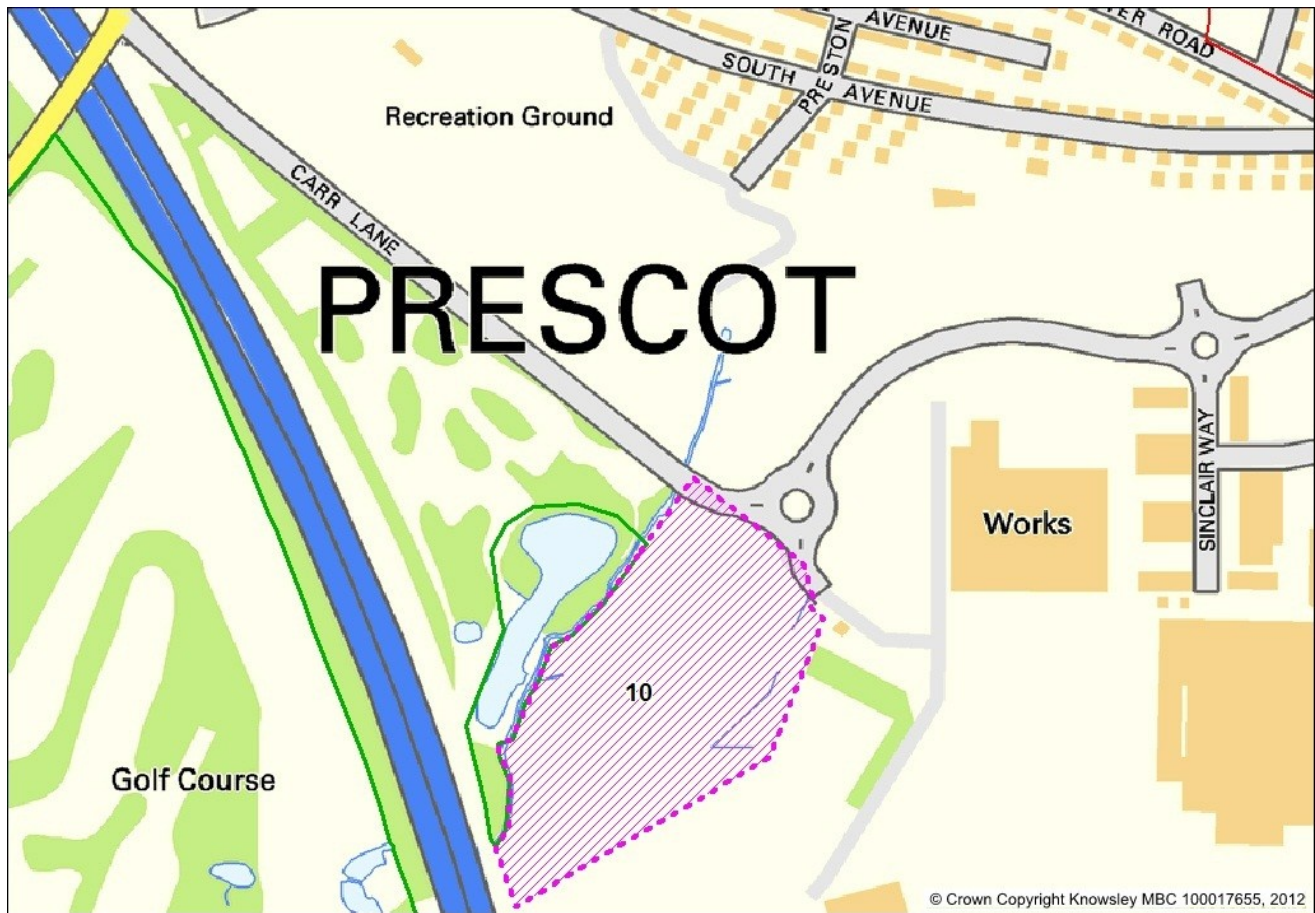 AVENUE
VER ROAD
PRESTON
SOUTH AVENUE
Recreation Ground
CARR LANE
PRESCOT
SINCLAIR WAY
Works
10
Golf Course
© Crown Copyright Knowsley MBC 100017655, 2012